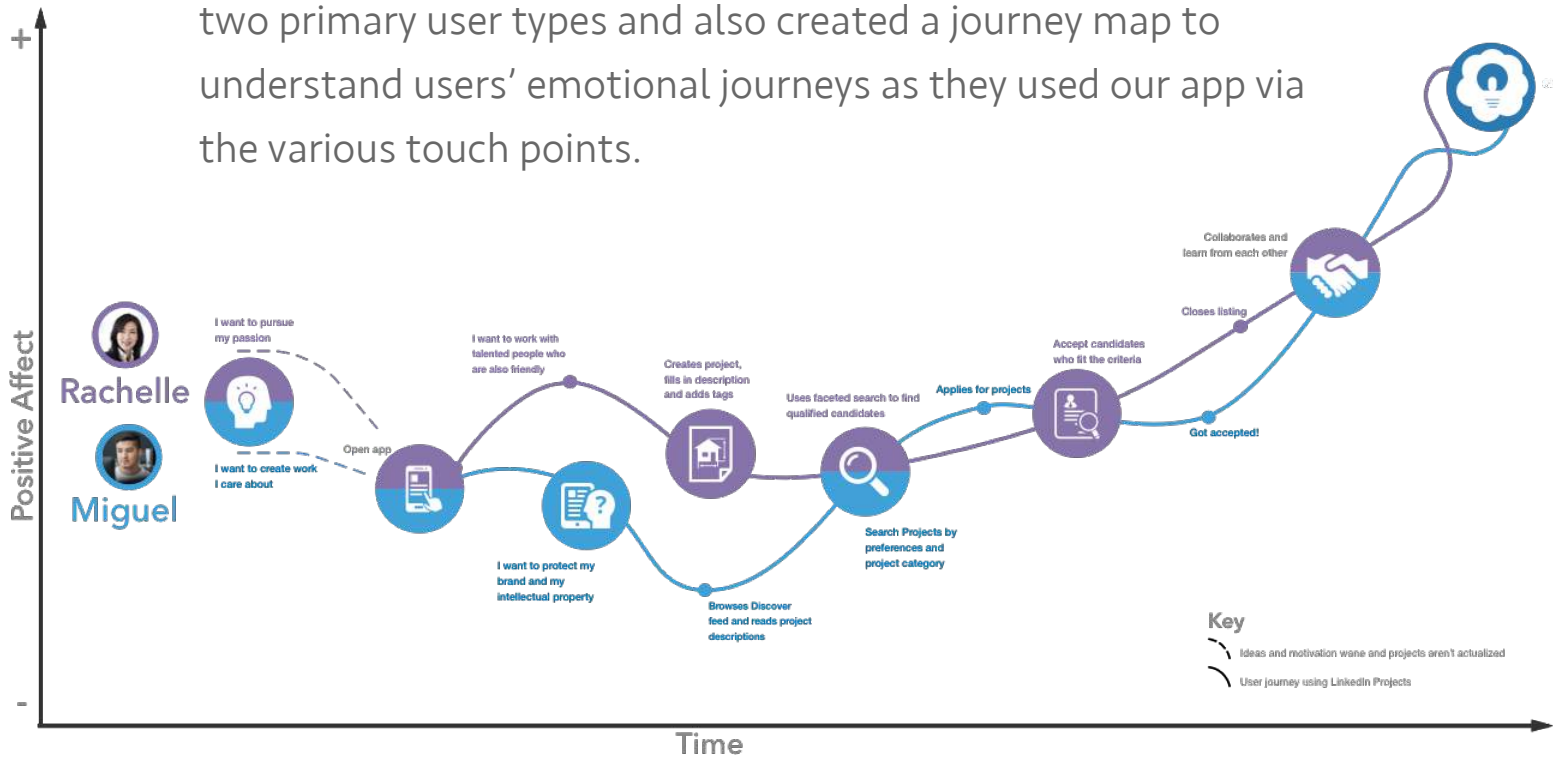 two primary user types and also created a journey map to
understand users' emotional journeys as they used our app via
the various touch points.
+
Positive Affect
-
Time
Rachelle
Miguel
I want to pursue
my passion
I want to create work
I care about
Open app
I want to work with
talented people who
are also friendly
I want to protect my
brand and my
intellectual property
Creates project,
fills in description
and adds tags
Browses Discover
feed and reads project
descriptions
Uses faceted search to find
qualified candidates
Search Projects by
preferences and
project category
Applies for projects
Accept candidates
who fit the criteria
Got accepted!
Closes listing
Collaborates and
learn from each other
?
Key
Ideas and motivation wane and projects aren't actualized
User journey using LinkedIn Projects